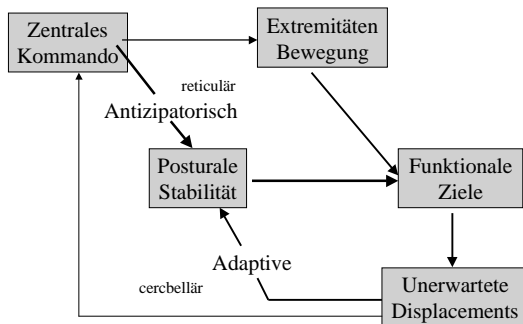 Zentrales
Kommando
Extremitäten
Bewegung
reticulär
Antizipatorisch
Posturale
Stabilität
Funktionale
Ziele
Adaptive
cercbellär
Unerwartete
Displacements